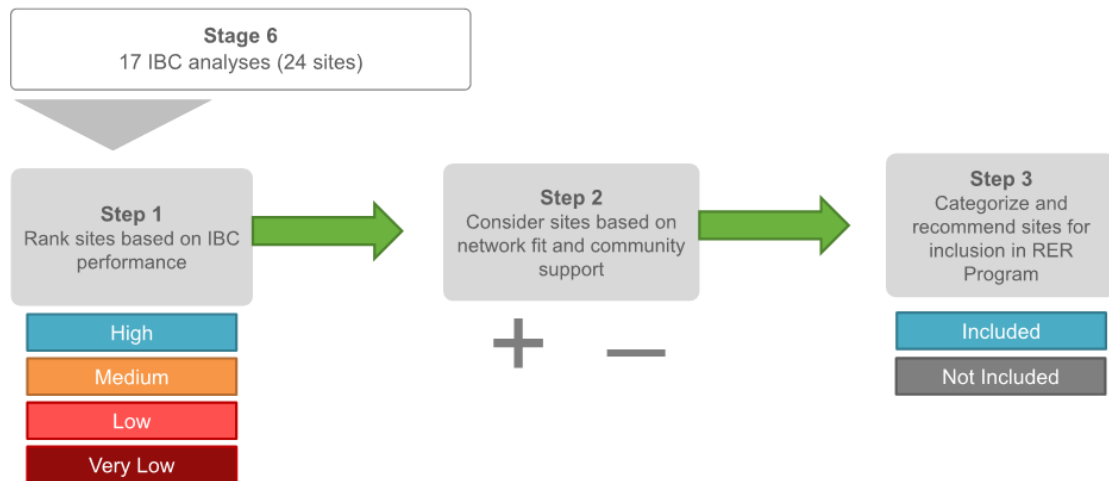 Stage 6
17 IBC analyses (24 sites)
Step 1
Rank sites based on IBC
performance
High
Medium
Low
Very Low
Step 2
Consider sites based on
network fit and community
support
+ —
Step 3
Categorize and
recommend sites for
inclusion in RER
Program
Included
Not Included